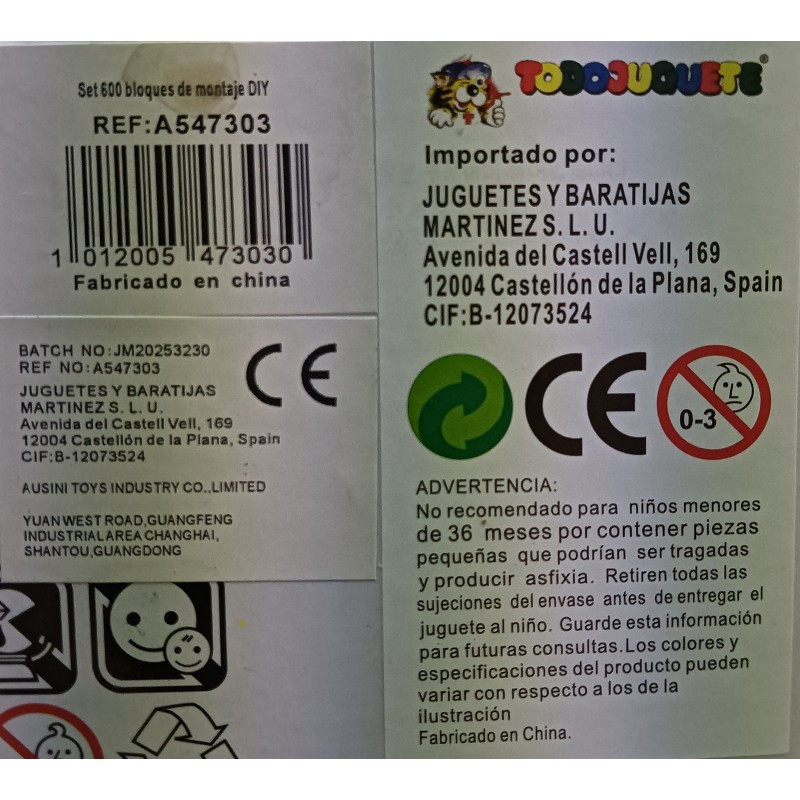 Set 600 bloques de montaje DIY
REF:A547303
1 012005 473030
Fabricado en china
BATCH NO:JM20253230
REF NO:A547303
JUGUETES Y BARATIJAS
MARTINEZ S. L. U.
Avenida del Castell Vell, 169
12004 Castellón de la Plana, Spain
CIF:B-12073524
AUSINI TOYS INDUSTRY CO.,LIMITED
YUAN WEST ROAD,GUANGFENG
INDUSTRIAL AREA CHANGHAI,
SHANTOU,GUANGDONG
CE
TODOJUQUETE®
Importado por:
JUGUETES Y BARATIJAS
MARTINEZ S. L. U.
Avenida del Castell Vell, 169
12004 Castellón de la Plana, Spain
CIF:B-12073524
CE
0-3
ADVERTENCIA:
No recomendado para niños menores
de 36 meses por contener piezas
pequeñas que podrían ser tragadas
y producir asfixia. Retiren todas las
sujeciones del envase antes de entregar el
juguete al niño. Guarde esta información
para futuras consultas.Los colores y
especificaciones del producto pueden
variar con respecto a los de la
ilustración
Fabricado en China.